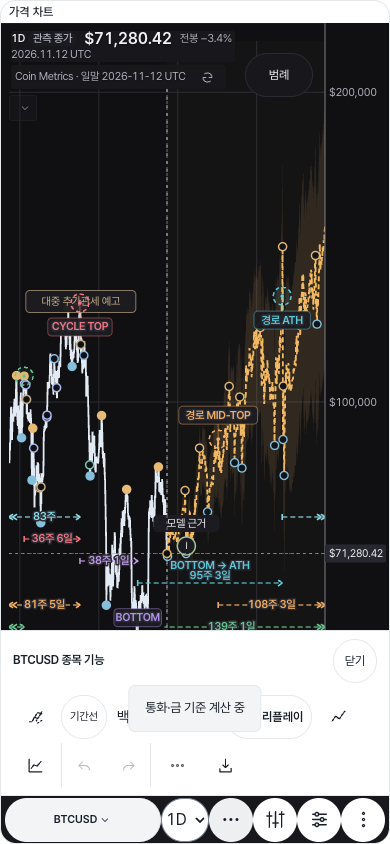 가격 차트
1D 관측 종가 $71,280.42 전봉 −3.4%
2026.11.12 UTC
Coin Metrics · 일말 2026-11-12 UTC
범례
$200,000
대중 추가관세 예고
CYCLE TOP
경로 ATH
$100,000
경로 MID-TOP
83주
모델 근거
36주 6일
38주 1일
$71,280.42
BOTTOM → ATH
95주 3일
81주 5일
108주 3일
BOTTOM
139주 1일
BTCUSD 종목 기능
닫기
기간선
백
통화·금 기준 계산 중
리플레이
BTCUSD
1D